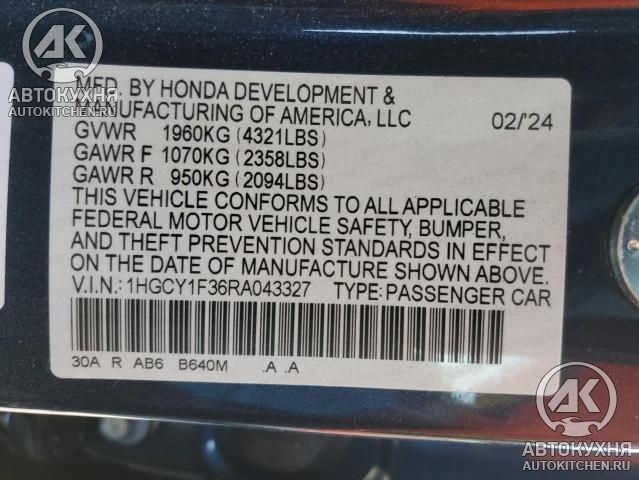 AK
АВТОКУХНЯ
AUTOKITCHEN.RU
MFD. BY HONDA DEVELOPMENT &
MANUFACTURING OF AMERICA, LLC 02/'24
GVWR 1960KG (4321LBS)
GAWR F 1070KG (2358LBS)
GAWR R 950KG (2094LBS)
THIS VEHICLE CONFORMS TO ALL APPLICABLE
FEDERAL MOTOR VEHICLE SAFETY, BUMPER,
AND THEFT PREVENTION STANDARDS IN EFFECT
ON THE DATE OF MANUFACTURE SHOWN ABOVE.
V.I.N.:1HGCY1F36RA043327 TYPE:PASSENGER CAR
30A R AB6 B640M .A .A
AK
АВТОКУХНЯ
AUTOKITCHEN.RU